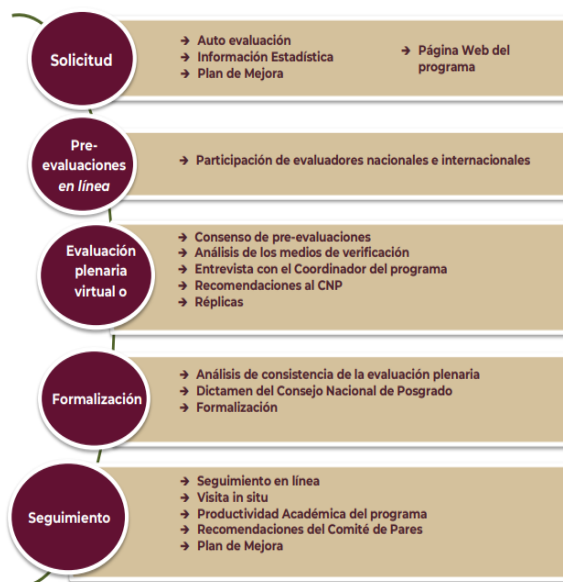 Solicitud
→ Auto evaluación
→ Información Estadística
→ Plan de Mejora
→ Página Web del
programa
Pre-
evaluaciones
en línea
→ Participación de evaluadores nacionales e internacionales
Evaluación
plenaria
virtual o
→ Consenso de pre-evaluaciones
→ Análisis de los medios de verificación
→ Entrevista con el Coordinador del programa
→ Recomendaciones al CNP
→ Réplicas
Formalización
→ Análisis de consistencia de la evaluación plenaria
→ Dictamen del Consejo Nacional de Posgrado
→ Formalización
Seguimiento
→ Seguimiento en línea
→ Visita in situ
→ Productividad Académica del programa
→ Recomendaciones del Comité de Pares
→ Plan de Mejora